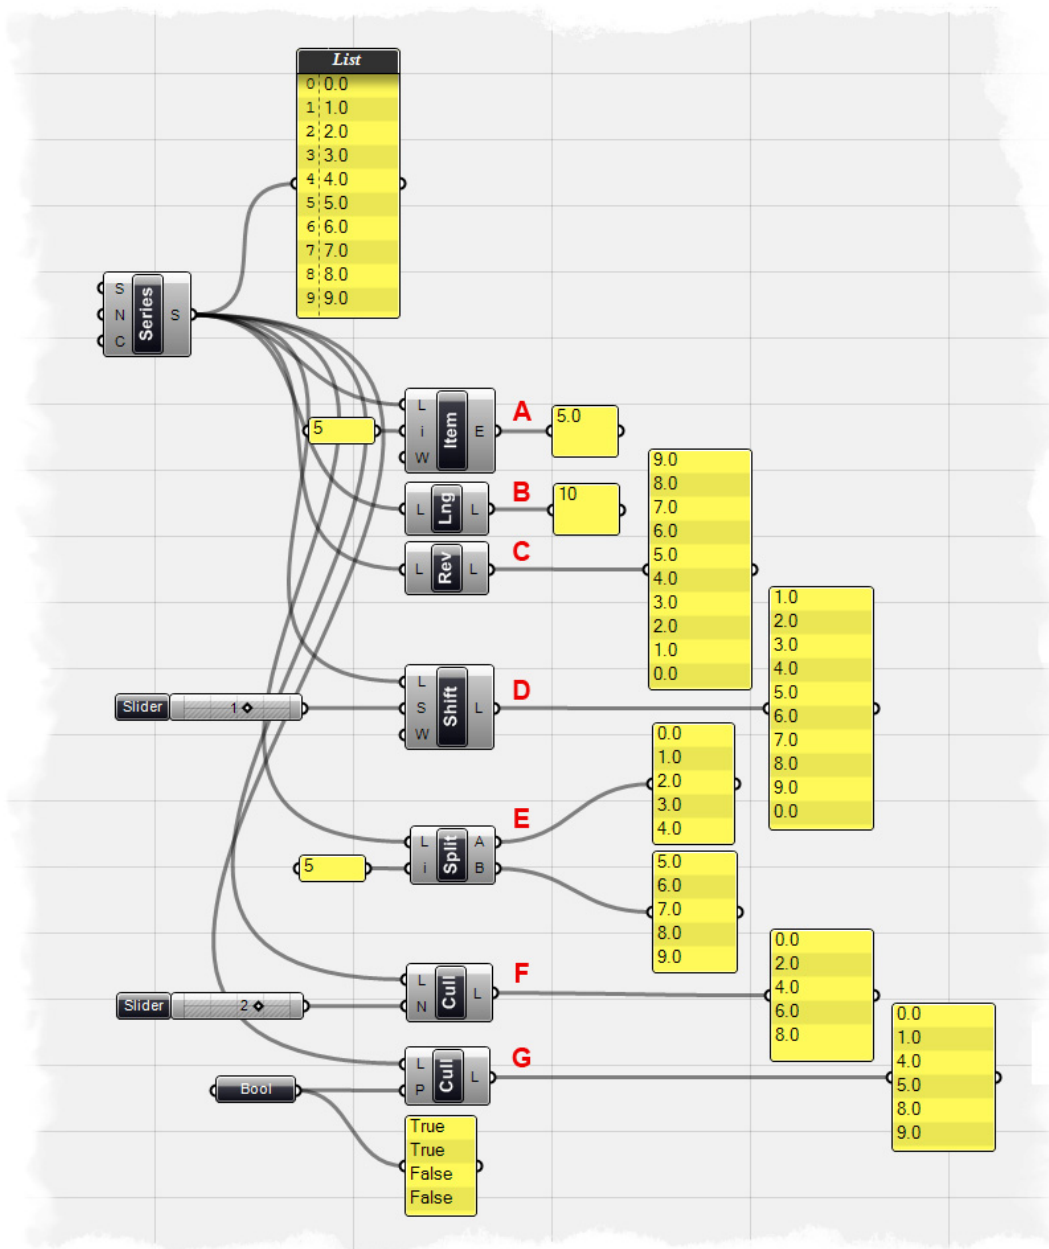 List
0 0.0
1 1.0
2 2.0
3 3.0
4 4.0
5 5.0
6 6.0
7 7.0
8 8.0
9 9.0
S
N
C
Series
S
L
i
W
Item
E
5
A
5.0
L
Lng
L
B
10
L
Rev
L
C
9.0
8.0
7.0
6.0
5.0
4.0
3.0
2.0
1.0
0.0
Slider
1
L
S
W
Shift
L
D
1.0
2.0
3.0
4.0
5.0
6.0
7.0
8.0
9.0
0.0
5
L
i
Split
A
B
E
0.0
1.0
2.0
3.0
4.0
5.0
6.0
7.0
8.0
9.0
Slider
2
L
N
Cull
L
F
0.0
2.0
4.0
6.0
8.0
Bool
L
P
Cull
L
G
0.0
1.0
4.0
5.0
8.0
9.0
True
True
False
False